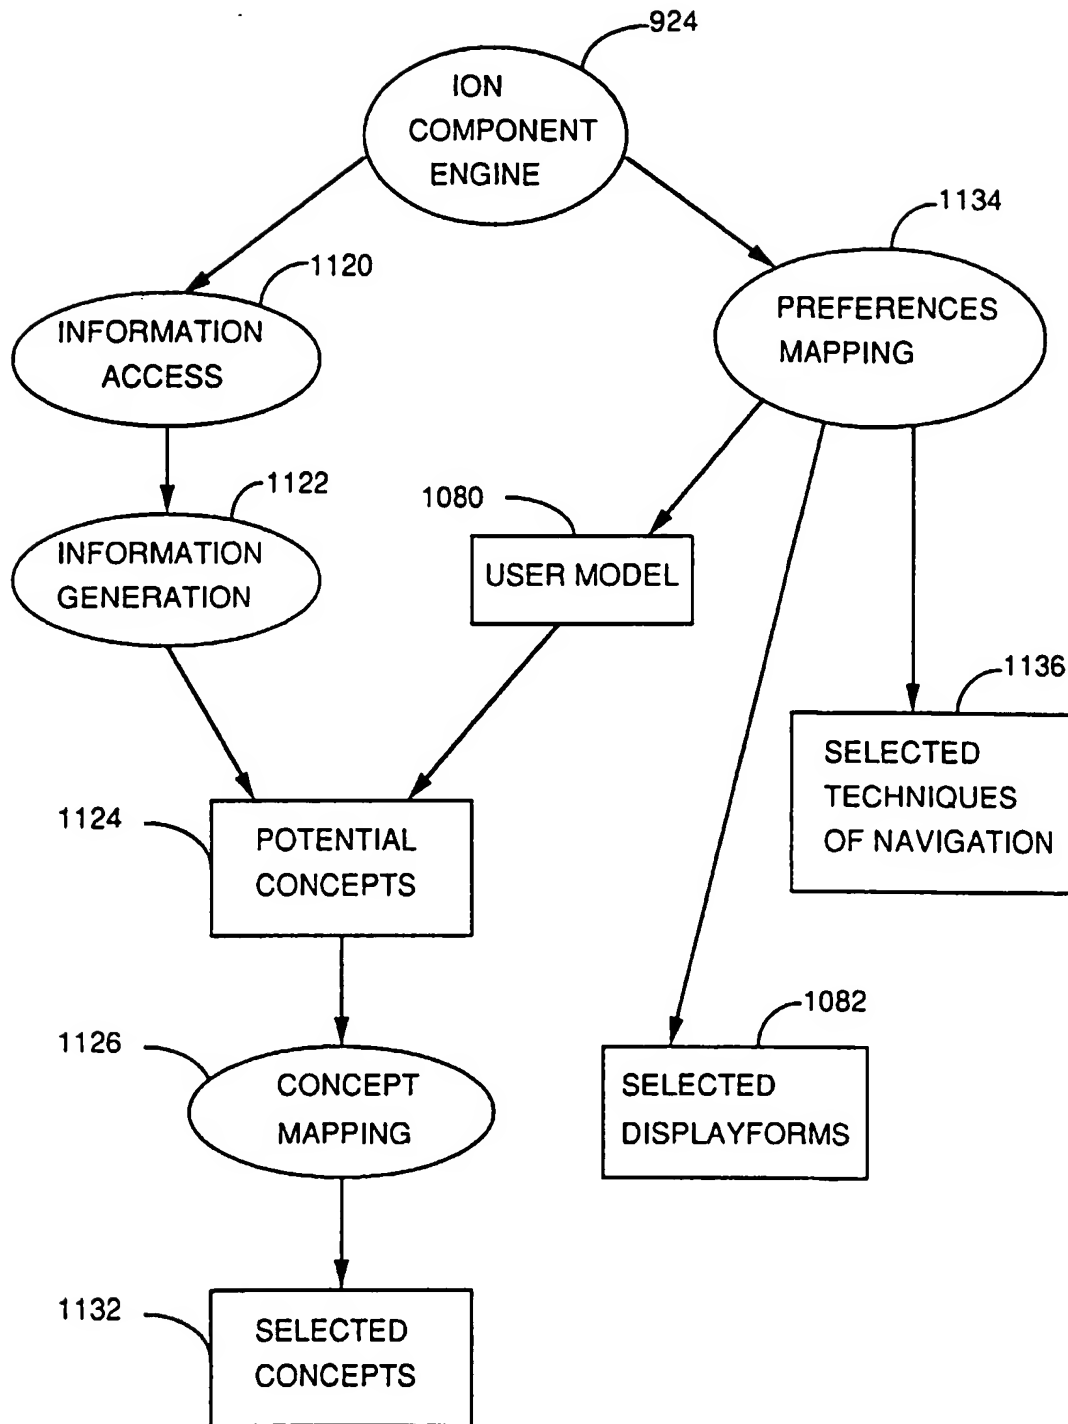 924
ION
COMPONENT
ENGINE
1134
1120
PREFERENCES
MAPPING
INFORMATION
ACCESS
1122
1080
INFORMATION
GENERATION
USER MODEL
1136
SELECTED
TECHNIQUES
OF NAVIGATION
1124
POTENTIAL
CONCEPTS
1082
1126
CONCEPT
MAPPING
SELECTED
DISPLAYFORMS
1132
SELECTED
CONCEPTS